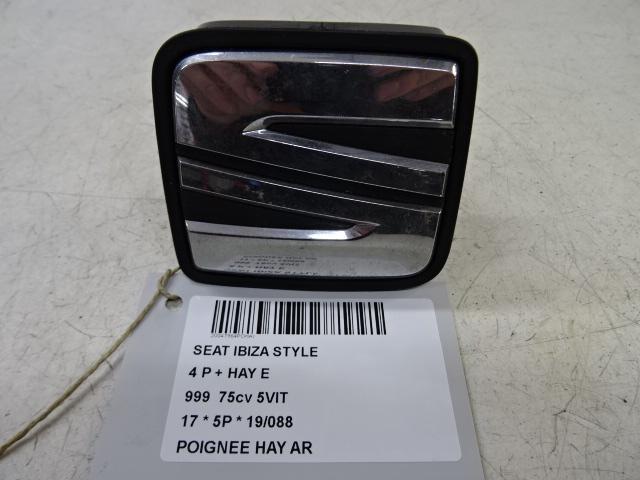 SEAT IBIZA STYLE
4 P + HAY E
999 75cv 5VIT
17 * 5P * 19/088
POIGNEE HAY AR